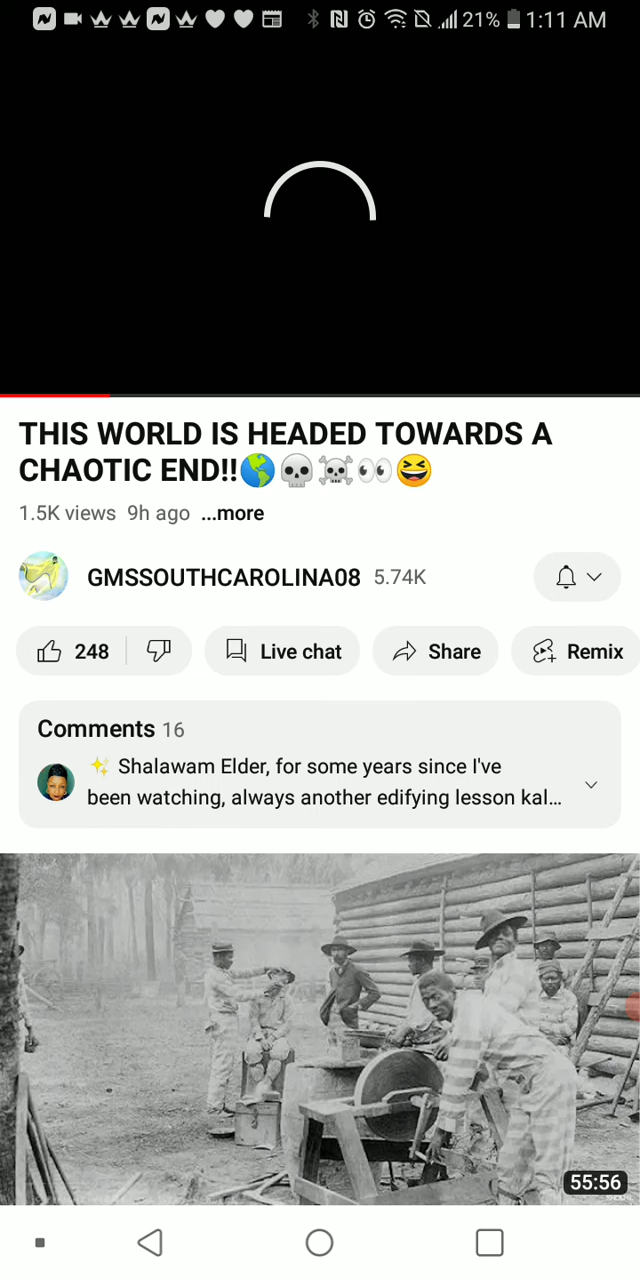 21% 1:11 AM
THIS WORLD IS HEADED TOWARDS A
CHAOTIC END!!🌎💀☠️👀😆
1.5K views 9h ago ...more
GMSSOUTHCAROLINA08 5.74K
248 Live chat Share Remix
Comments 16
✨ Shalawam Elder, for some years since I've
been watching, always another edifying lesson kal...
55:56